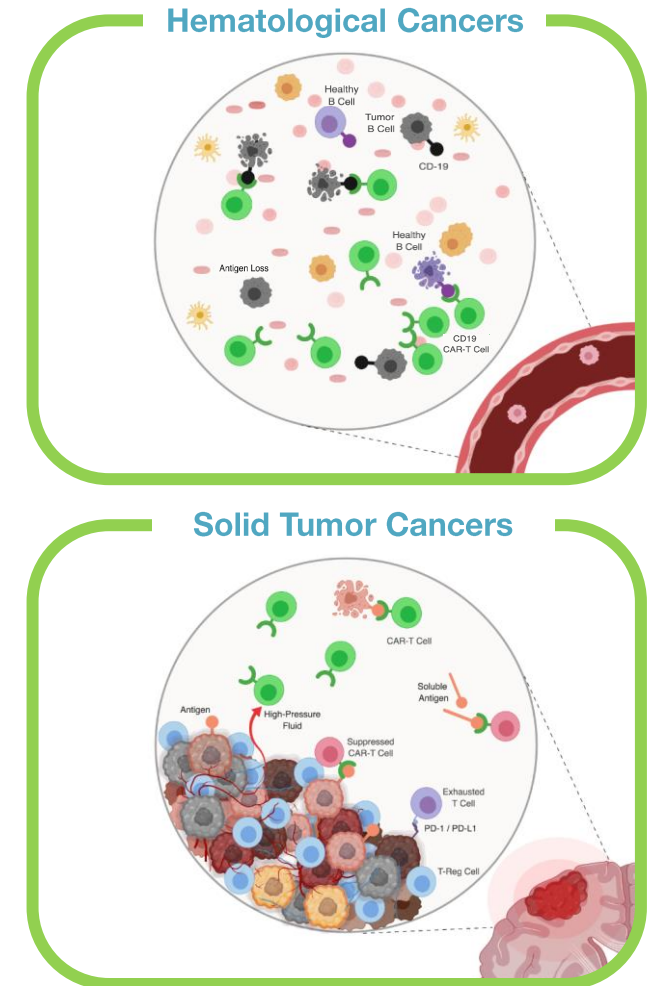 Hematological Cancers
Healthy
B Cell
Tumor
B Cell
CD-19
Healthy
B Cell
Antigen Loss
CD19
CAR-T Cell
Solid Tumor Cancers
CAR-T Cell
Soluble
Antigen
Antigen
High-Pressure
Fluid
Suppressed
CAR-T Cell
Exhausted
T Cell
PD-1 / PD-L1
T-Reg Cell